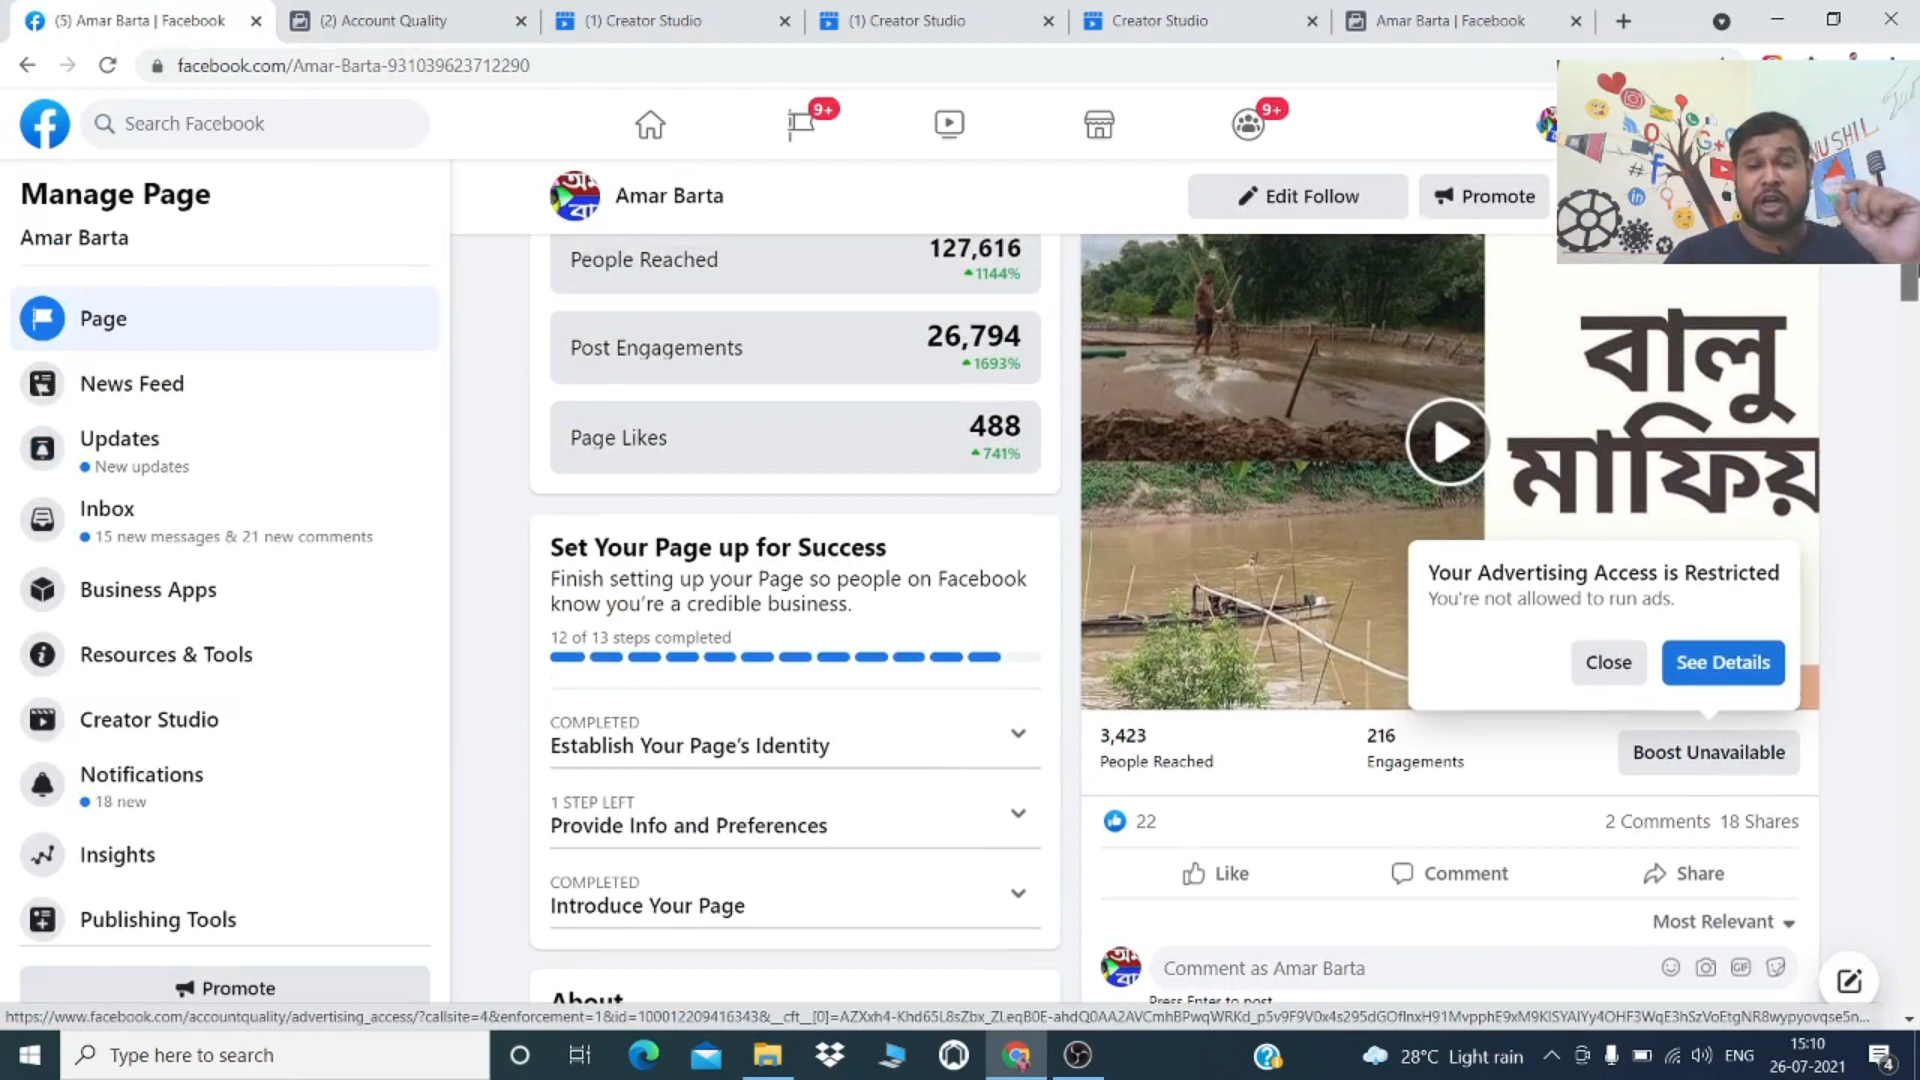 (5) Amar Barta | Facebook
(2) Account Quality
(1) Creator Studio
(1) Creator Studio
Creator Studio
Amar Barta | Facebook
facebook.com/Amar-Barta-931039623712290
Search Facebook
9+
9+
Manage Page
Amar Barta
Page
News Feed
Updates
New updates
Inbox
15 new messages & 21 new comments
Business Apps
Resources & Tools
Creator Studio
Notifications
18 new
Insights
Publishing Tools
Promote
Amar Barta
Edit Follow
Promote
People Reached
127,616
1144%
Post Engagements
26,794
1693%
Page Likes
488
741%
Set Your Page up for Success
Finish setting up your Page so people on Facebook
know you're a credible business.
12 of 13 steps completed
COMPLETED
Establish Your Page's Identity
1 STEP LEFT
Provide Info and Preferences
COMPLETED
Introduce Your Page
About
বালু
মাফিয়া
Your Advertising Access is Restricted
You're not allowed to run ads.
Close
See Details
3,423
People Reached
216
Engagements
Boost Unavailable
22
2 Comments 18 Shares
Like
Comment
Share
Most Relevant
Comment as Amar Barta
GIF
Press Enter to post.
Type here to search
28°C Light rain
ENG
15:10
26-07-2021
4